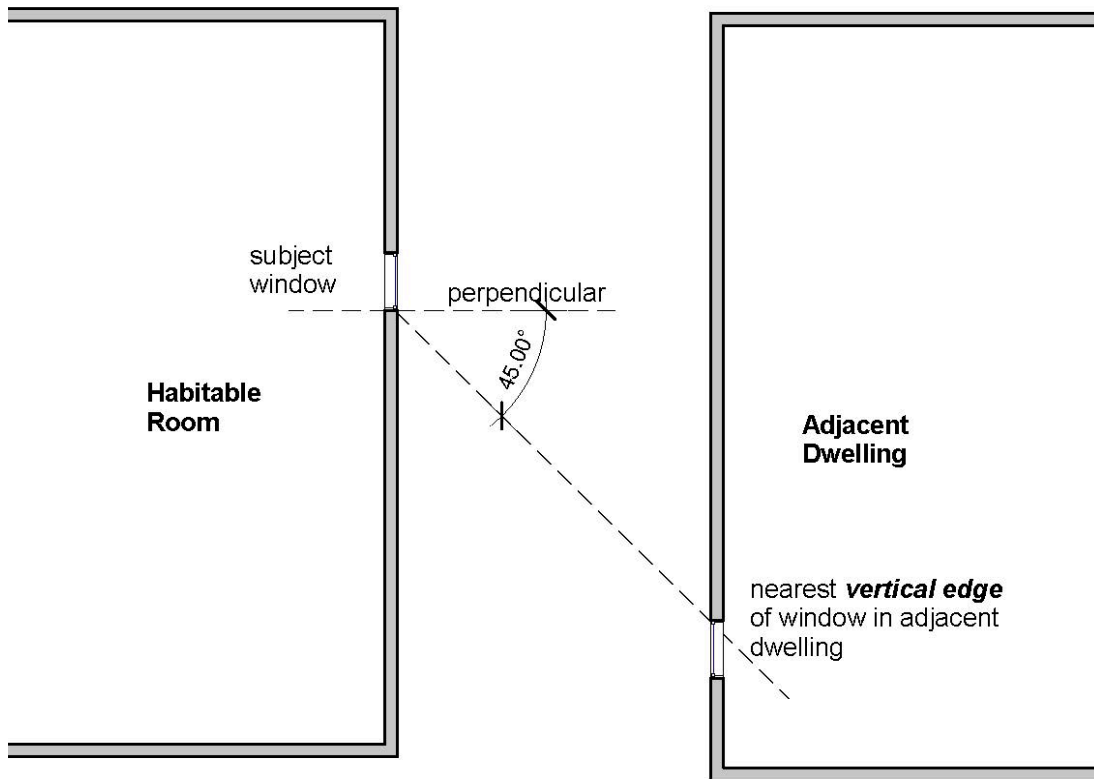 subject
window
perpendicular
45.00°
Habitable
Room
Adjacent
Dwelling
nearest vertical edge
of window in adjacent
dwelling